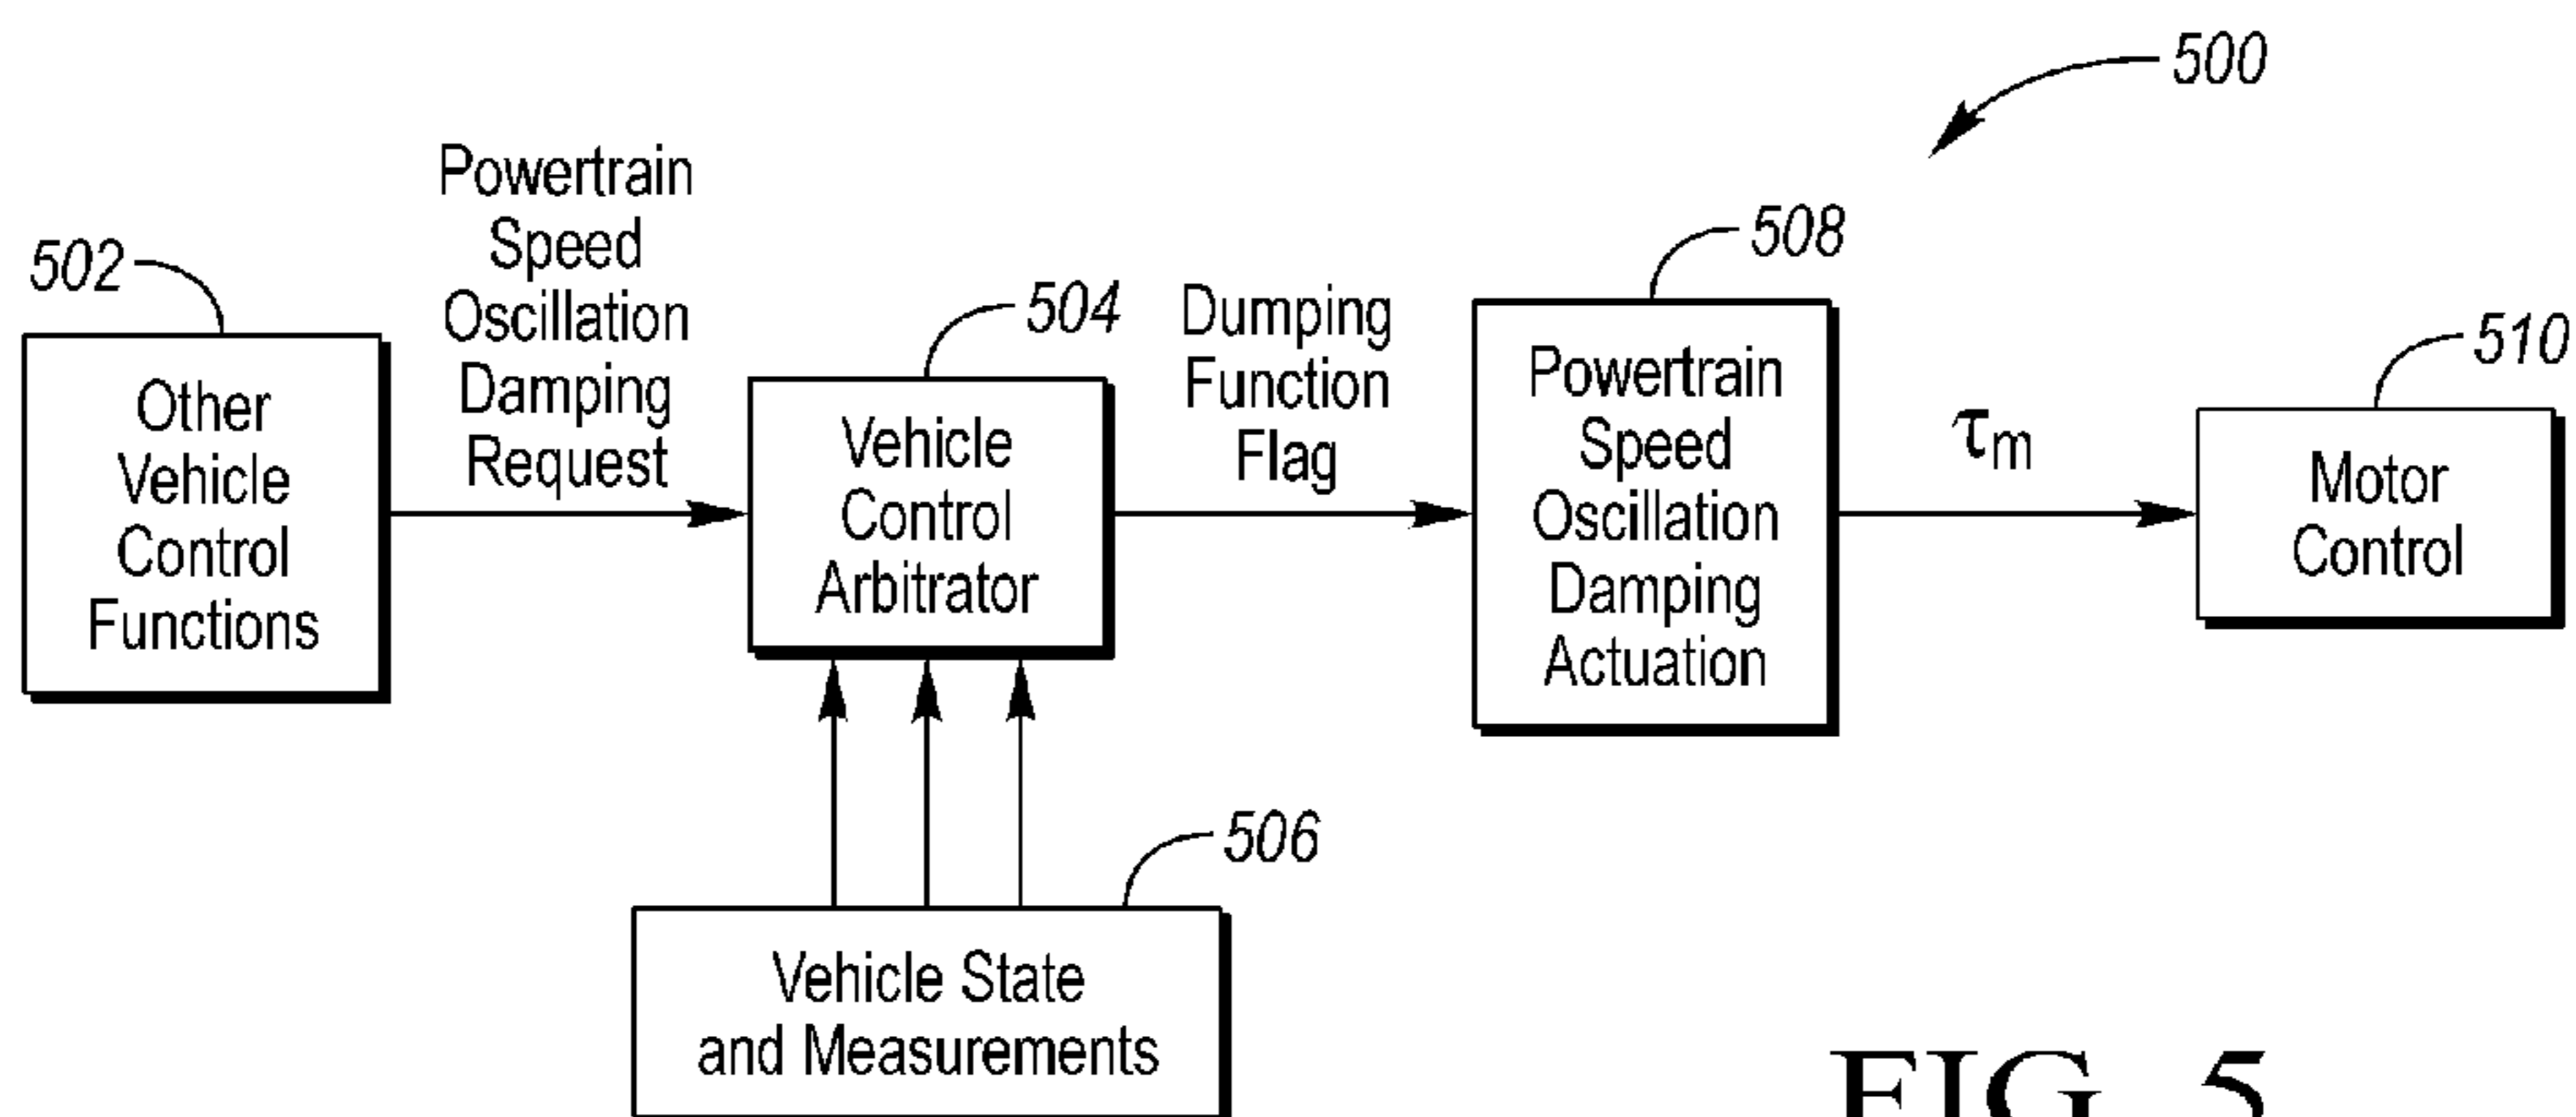 500
Powertrain
Speed
Oscillation
Damping
Request
502
Other
Vehicle
Control
Functions
504
Vehicle
Control
Arbitrator
Dumping
Function
Flag
508
Powertrain
Speed
Oscillation
Damping
Actuation
τm
510
Motor
Control
506
Vehicle State
and Measurements
FIG. 5